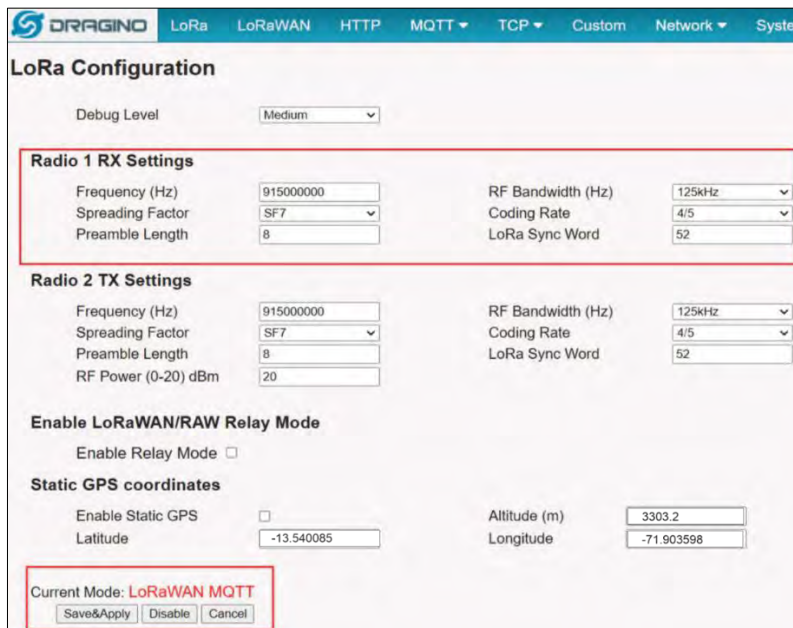 DRAGINO LoRa LoRaWAN HTTP MQTT TCP Custom Network
LoRa Configuration
Debug Level Medium
Radio 1 RX Settings
Frequency (Hz) 915000000 RF Bandwidth (Hz) 125kHz
Spreading Factor SF7 Coding Rate 4/5
Preamble Length 8 LoRa Sync Word 52
Radio 2 TX Settings
Frequency (Hz) 915000000 RF Bandwidth (Hz) 125kHz
Spreading Factor SF7 Coding Rate 4/5
Preamble Length 8 LoRa Sync Word 52
RF Power (0-20) dBm 20
Enable LoRaWAN/RAW Relay Mode
Enable Relay Mode
Static GPS coordinates
Enable Static GPS Altitude (m) 3303.2
Latitude -13.540085 Longitude -71.903598
Current Mode: LoRaWAN MQTT
Save&Apply Disable Cancel